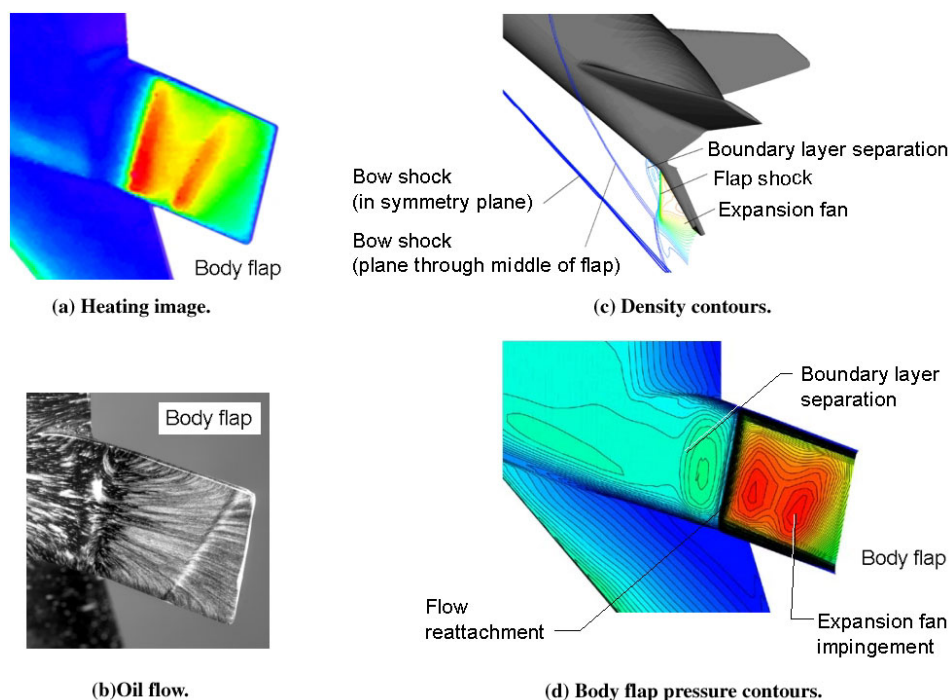 Body flap
(a) Heating image.
Bow shock
(in symmetry plane)
Bow shock
(plane through middle of flap)
Boundary layer separation
Flap shock
Expansion fan
(c) Density contours.
Body flap
(b)Oil flow.
Boundary layer
separation
Body flap
Flow
reattachment
Expansion fan
impingement
(d) Body flap pressure contours.